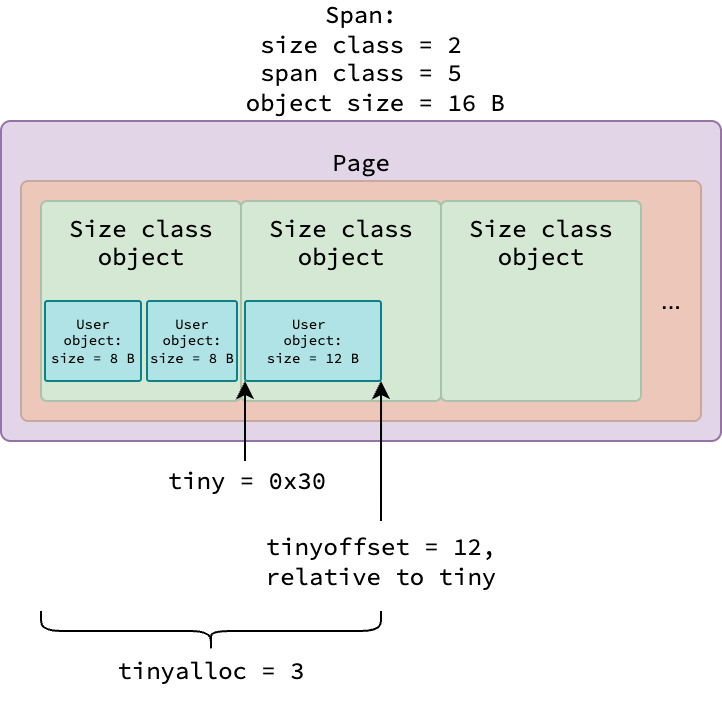 Span:
size class = 2
span class = 5
object size = 16 B
Page
Size class
object
Size class
object
Size class
object
User
object:
size = 8 B
User
object:
size = 8 B
User
object:
size = 12 B
...
tiny = 0x30
tinyoffset = 12,
relative to tiny
tinyalloc = 3